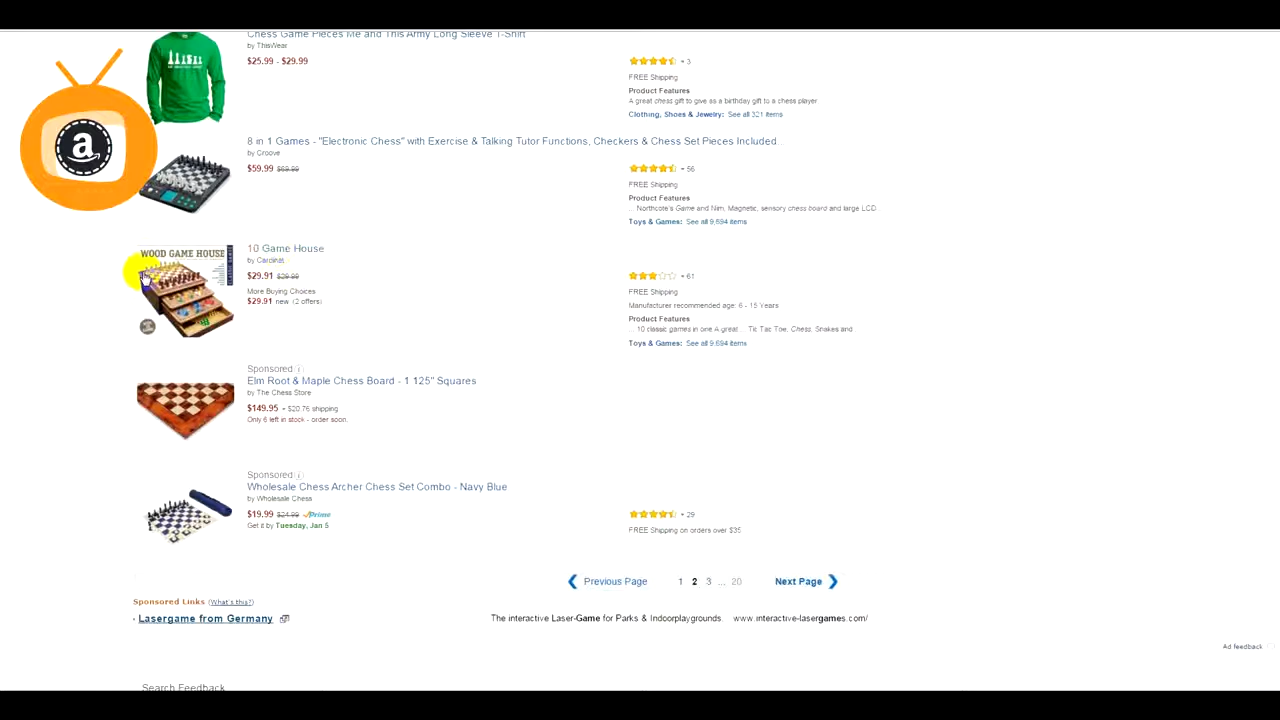 Chess Game Pieces Me and This Army Long Sleeve T-Shirt
by ThisWear
$25.99 - $29.99
3
FREE Shipping
Product Features
A great chess gift to give as a birthday gift to a chess player
Clothing, Shoes & Jewelry: See all 321 items
a
8 in 1 Games - "Electronic Chess" with Exercise & Talking Tutor Functions, Checkers & Chess Set Pieces Included...
by Croove
$59.99 $69.99
56
FREE Shipping
Product Features
... Northcote's Game and Nim, Magnetic, sensory chess board and large LCD
Toys & Games: See all 9,694 items
WOOD GAME HOUSE
10 Game House
by Cardinal
$29.91 $29.99
More Buying Choices
$29.91 new (2 offers)
61
FREE Shipping
Manufacturer recommended age: 6 - 15 Years
Product Features
... 10 classic games in one A great ... Tic Tac Toe, Chess, Snakes and ...
Toys & Games: See all 9,694 items
Sponsored
Elm Root & Maple Chess Board - 1 125" Squares
by The Chess Store
$149.95 + $20.76 shipping
Only 6 left in stock - order soon.
Sponsored
Wholesale Chess Archer Chess Set Combo - Navy Blue
by Wholesale Chess
$19.99 $24.99 Prime
Get it by Tuesday, Jan 5
29
FREE Shipping on orders over $35
Previous Page 1 2 3 ... 20 Next Page
Sponsored Links (What's this?)
Lasergame from Germany
The interactive Laser-Game for Parks & Indoorplaygrounds. www.interactive-lasergames.com/
Ad feedback
Search Feedback